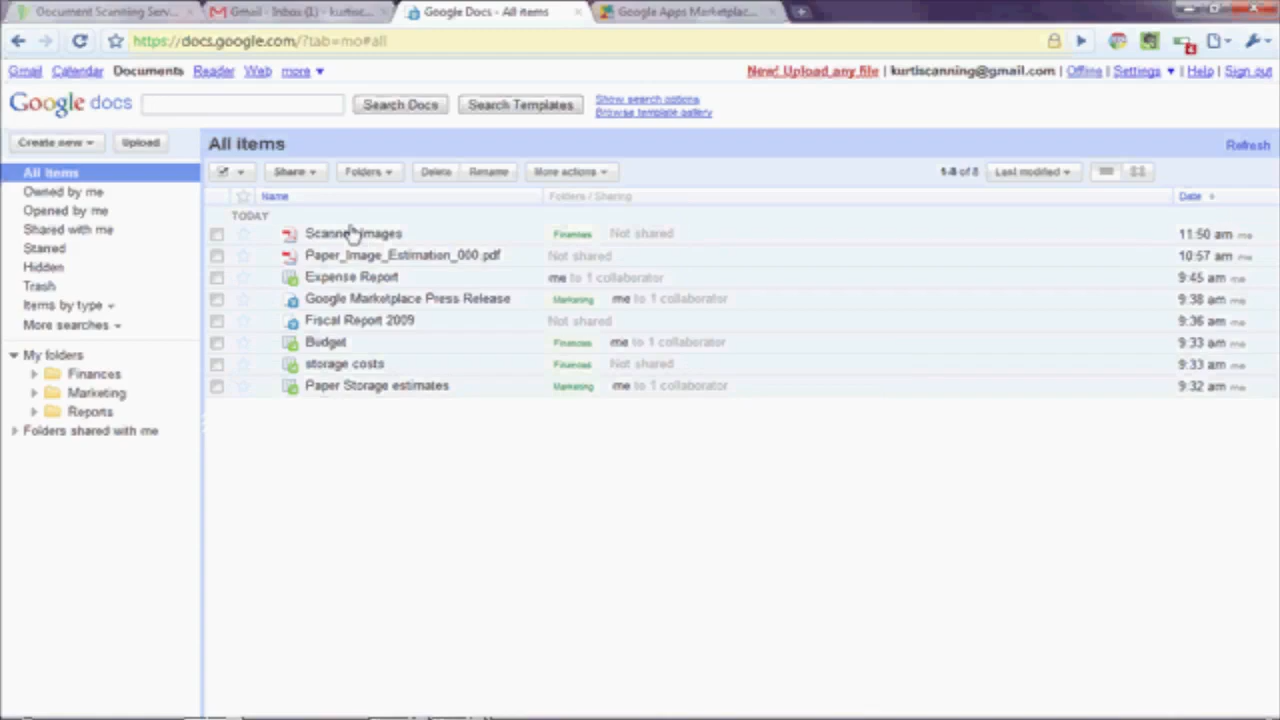 Document Scanning Serv... Gmail - Inbox (1) - kurtisc... Google Docs - All items Google Apps Marketplac...
https://docs.google.com/?tab=mo#all
Gmail Calendar Documents Reader Web more New! Upload any file | kurtiscanning@gmail.com | Offline | Settings | Help | Sign out
Google docs Search Docs Search Templates Show search options
Browse template gallery
Create new Upload All items Refresh
All items Share Folders Delete Rename More actions 1-8 of 8 Last modified
Owned by me Name Folders / Sharing Date
Opened by me TODAY
Shared with me Scanned Images Finances Not shared 11:50 am me
Starred Paper_Image_Estimation_000.pdf Not shared 10:57 am me
Hidden Expense Report me to 1 collaborator 9:45 am me
Trash Google Marketplace Press Release Marketing me to 1 collaborator 9:38 am me
Items by type Fiscal Report 2009 Not shared 9:36 am me
More searches Budget Finances me to 1 collaborator 9:33 am me
My folders storage costs Finances Not shared 9:33 am me
Finances Paper Storage estimates Marketing me to 1 collaborator 9:32 am me
Marketing
Reports
Folders shared with me